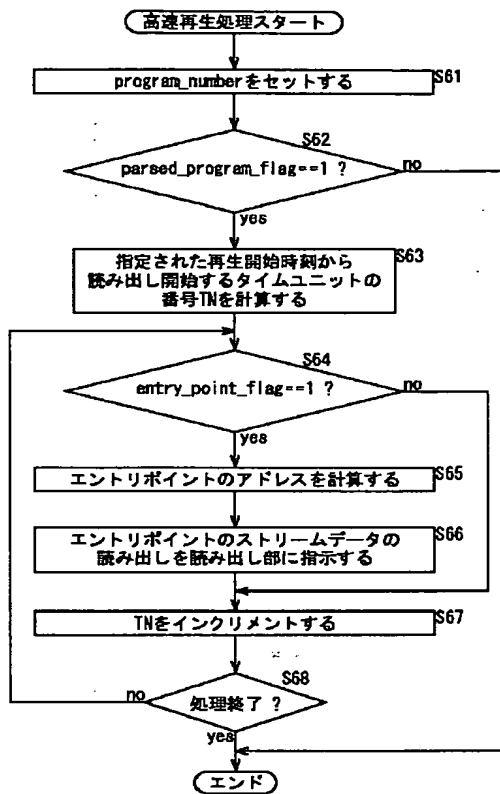 高速再生処理スタート
S61
program_numberをセットする
S62
parsed_program_flag==1 ?
no
yes
S63
指定された再生開始時刻から
読み出し開始するタイムユニットの
番号TNを計算する
S64
entry_point_flag==1 ?
no
yes
S65
エントリポイントのアドレスを計算する
S66
エントリポイントのストリームデータの
読み出しを読み出し部に指示する
S67
TNをインクリメントする
S68
no
処理終了 ?
yes
エンド